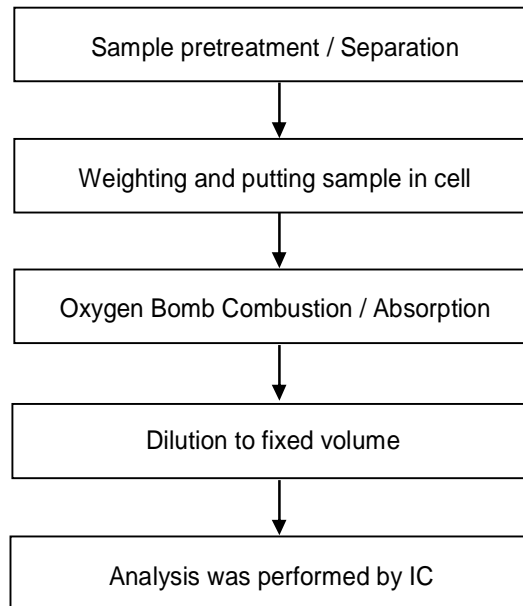 Sample pretreatment / Separation
Weighting and putting sample in cell
Oxygen Bomb Combustion / Absorption
Dilution to fixed volume
Analysis was performed by IC